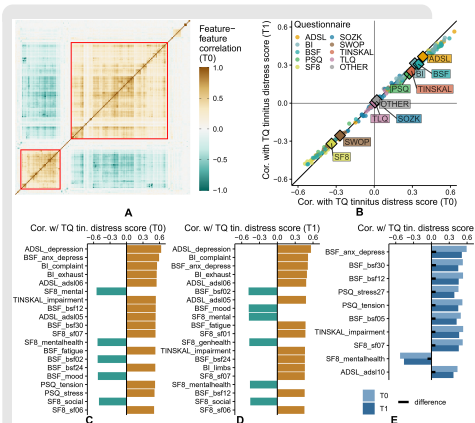 Feature−
feature
correlation
(T0)
1.0
0.5
0.0
−0.5
−1.0
A
Cor. with TQ tinnitus distress score (T1)
0.6
0.3
0.0
−0.3
−0.6
Questionnaire
ADSL
BI
BSF
PSQ
SF8
SOZK
SWOP
TINSKAL
TLQ
OTHER
ADSL
BI
BSF
PSQ
TINSKAL
OTHER
TLQ
SOZK
SWOP
SF8
−0.6 −0.3 0.0 0.3 0.6
Cor. with TQ tinnitus distress score (T0)
B
Cor. w/ TQ tin. distress score (T0)
−0.6 −0.3 0.0 0.3 0.6
ADSL_depression
BSF_anx_depress
BI_complaint
BI_exhaust
ADSL_adsl06
SF8_mental
TINSKAL_impairment
BSF_bsf12
ADSL_adsl05
BSF_bsf30
SF8_sf07
SF8_mentalhealth
BSF_fatigue
BSF_bsf02
BSF_bsf24
BSF_mood
PSQ_tension
PSQ_stress
SF8_social
SF8_sf06
C
Cor. w/ TQ tin. distress score (T1)
−0.6 −0.3 0.0 0.3 0.6
ADSL_depression
BI_complaint
BSF_anx_depress
BI_exhaust
ADSL_adsl06
BSF_bsf02
ADSL_adsl05
BSF_mood
SF8_mental
BSF_fatigue
SF8_sf01
SF8_genhealth
TINSKAL_impairment
BSF_bsf24
BI_limbs
SF8_sf07
SF8_mentalhealth
BSF_bsf12
SF8_social
SF8_sf06
D
Cor. w/ TQ tin. distress score
−0.6 −0.3 0.0 0.3 0.6
BSF_anx_depress
BSF_bsf30
BSF_bsf12
PSQ_stress27
PSQ_tension
BSF_bsf05
TINSKAL_impairment
SF8_sf07
SF8_mentalhealth
ADSL_adsl10
T0
T1
difference
E